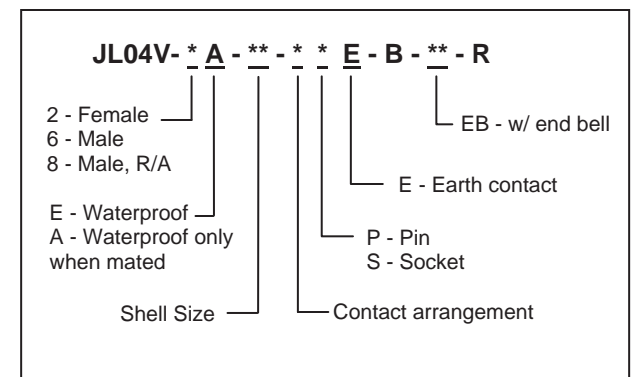 JL04V- * A - ** - * * E - B - ** - R
2 - Female
6 - Male
8 - Male, R/A
EB - w/ end bell
E - Earth contact
E - Waterproof
A - Waterproof only
when mated
P - Pin
S - Socket
Shell Size
Contact arrangement